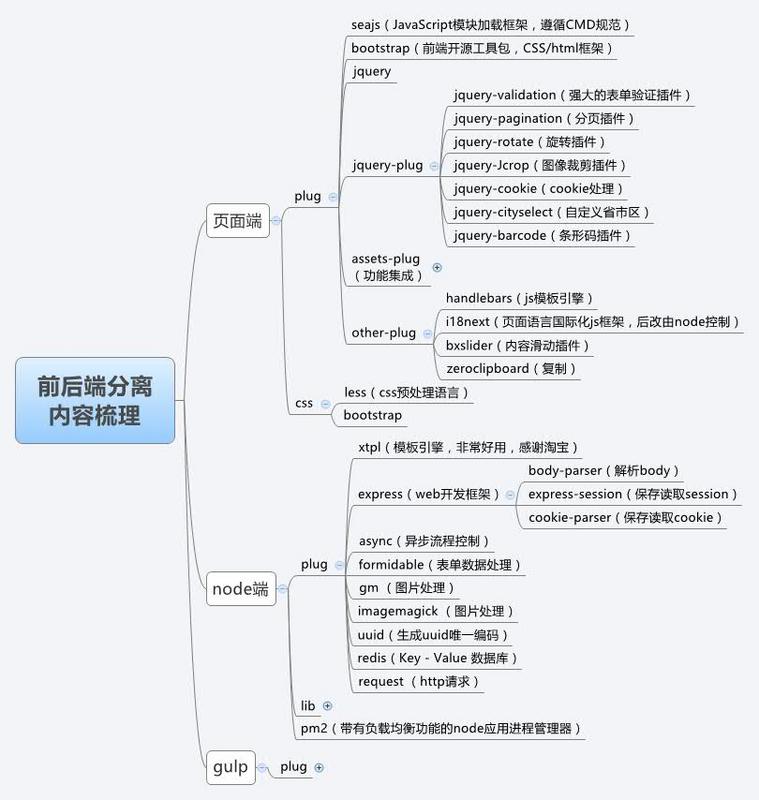 seajs（JavaScript模块加载框架，遵循CMD规范）
bootstrap（前端开源工具包，CSS/html框架）
jquery
jquery-validation（强大的表单验证插件）
jquery-pagination（分页插件）
jquery-rotate（旋转插件）
jquery-plug
jquery-Jcrop（图像裁剪插件）
jquery-cookie（cookie处理）
jquery-cityselect（自定义省市区）
jquery-barcode（条形码插件）
plug
页面端
assets-plug
（功能集成）
handlebars（js模板引擎）
i18next（页面语言国际化js框架，后改由node控制）
other-plug
bxslider（内容滑动插件）
zeroclipboard（复制）
css
less（css预处理语言）
bootstrap
前后端分离
内容梳理
xtpl（模板引擎，非常好用，感谢淘宝）
body-parser（解析body）
express（web开发框架）
express-session（保存读取session）
cookie-parser（保存读取cookie）
async（异步流程控制）
plug
formidable（表单数据处理）
node端
gm （图片处理）
imagemagick （图片处理）
uuid（生成uuid唯一编码）
redis（Key - Value 数据库）
request （http请求）
lib
pm2（带有负载均衡功能的node应用进程管理器）
gulp
plug